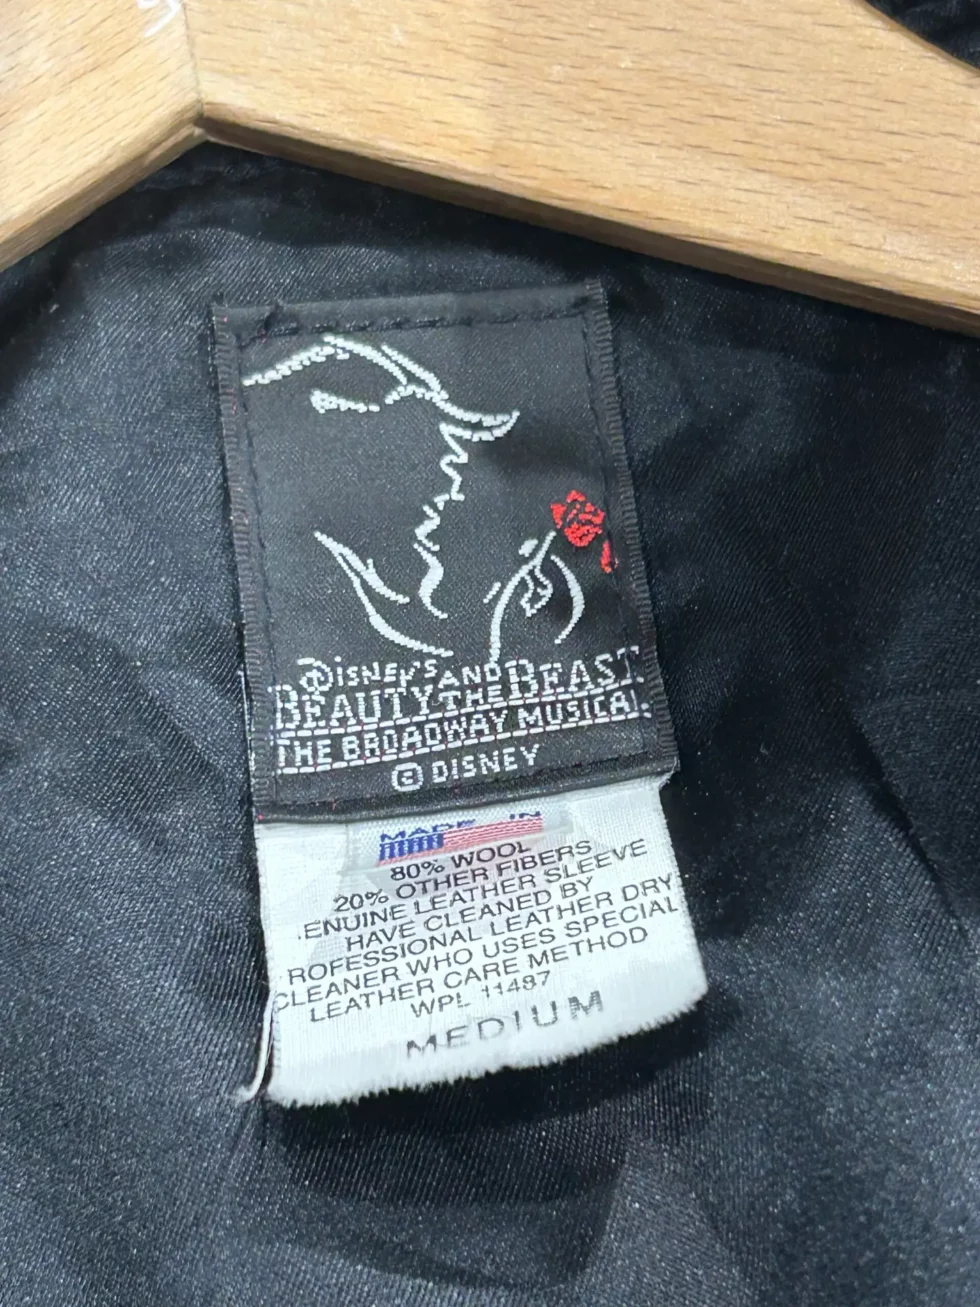 DISNEY'S
BEAUTY AND THE BEAST
THE BROADWAY MUSICAL
© DISNEY
MADE IN
80% WOOL
20% OTHER FIBERS
ENUINE LEATHER SLEEVE
HAVE CLEANED BY
ROFESSIONAL LEATHER DRY
CLEANER WHO USES SPECIAL
LEATHER CARE METHOD
WPL 11487
MEDIUM